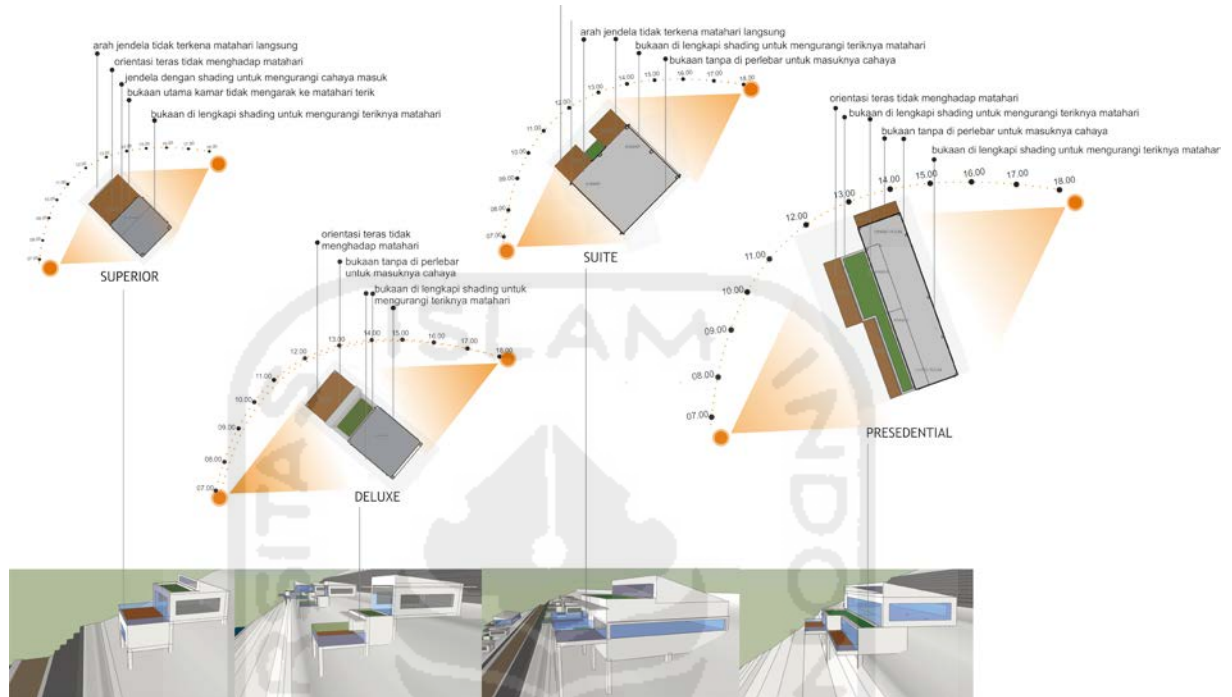 arah jendela tidak terkena matahari langsung
orientasi teras tidak menghadap matahari
jendela dengan shading untuk mengurangi cahaya masuk
bukaan utama kamar tidak mengarak ke matahari terik
bukaan di lengkapi shading untuk mengurangi teriknya matahari
SUPERIOR
orientasi teras tidak
menghadap matahari
bukaan tanpa di perlebar
untuk masuknya cahaya
bukaan di lengkapi shading untuk
mengurangi teriknya matahari
07.00
08.00
09.00
10.00
11.00
12.00
13.00
14.00
15.00
16.00
17.00
18.00
DELUXE
arah jendela tidak terkena matahari langsung
bukaan di lengkapi shading untuk mengurangi teriknya matahari
bukaan tanpa di perlebar untuk masuknya cahaya
07.00
08.00
09.00
10.00
11.00
12.00
13.00
14.00
15.00
16.00
17.00
18.00
SUITE
orientasi teras tidak menghadap matahari
bukaan di lengkapi shading untuk mengurangi teriknya matahari
bukaan tanpa di perlebar untuk masuknya cahaya
bukaan di lengkapi shading untuk mengurangi teriknya matahar
07.00
08.00
09.00
10.00
11.00
12.00
13.00
14.00
15.00
16.00
17.00
18.00
PRESEDENTIAL
ISLAM